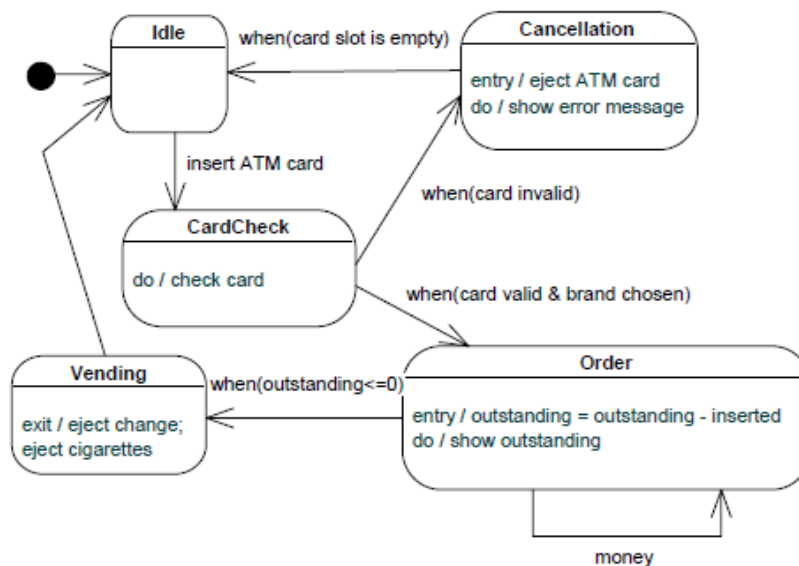 Idle
when(card slot is empty)
Cancellation
entry / eject ATM card
do / show error message
insert ATM card
when(card invalid)
CardCheck
do / check card
when(card valid & brand chosen)
Vending
exit / eject change;
eject cigarettes
when(outstanding<=0)
Order
entry / outstanding = outstanding - inserted
do / show outstanding
money